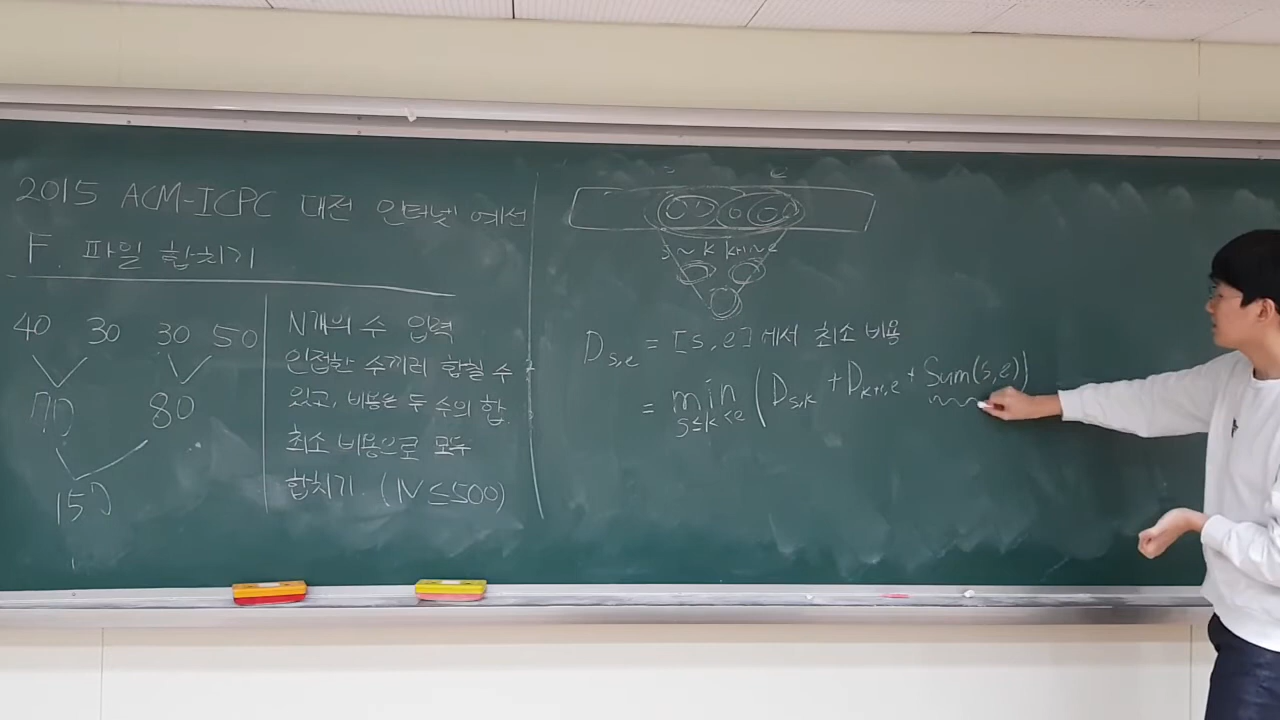 2015 ACM-ICPC 대전 인터넷 예선
F. 파일 합치기
40 30 30 50
70 80
150
N개의 수 입력
인접한 수끼리 합칠 수
있고, 비용은 두 수의 합.
최소 비용으로 모두
합치기. (N ≤500)
s ~ k k+1 ~ e
D s,e = [s, e]에서 최소 비용
= min (D s,k + D k+1,e + Sum(s,e))
s≤k<e